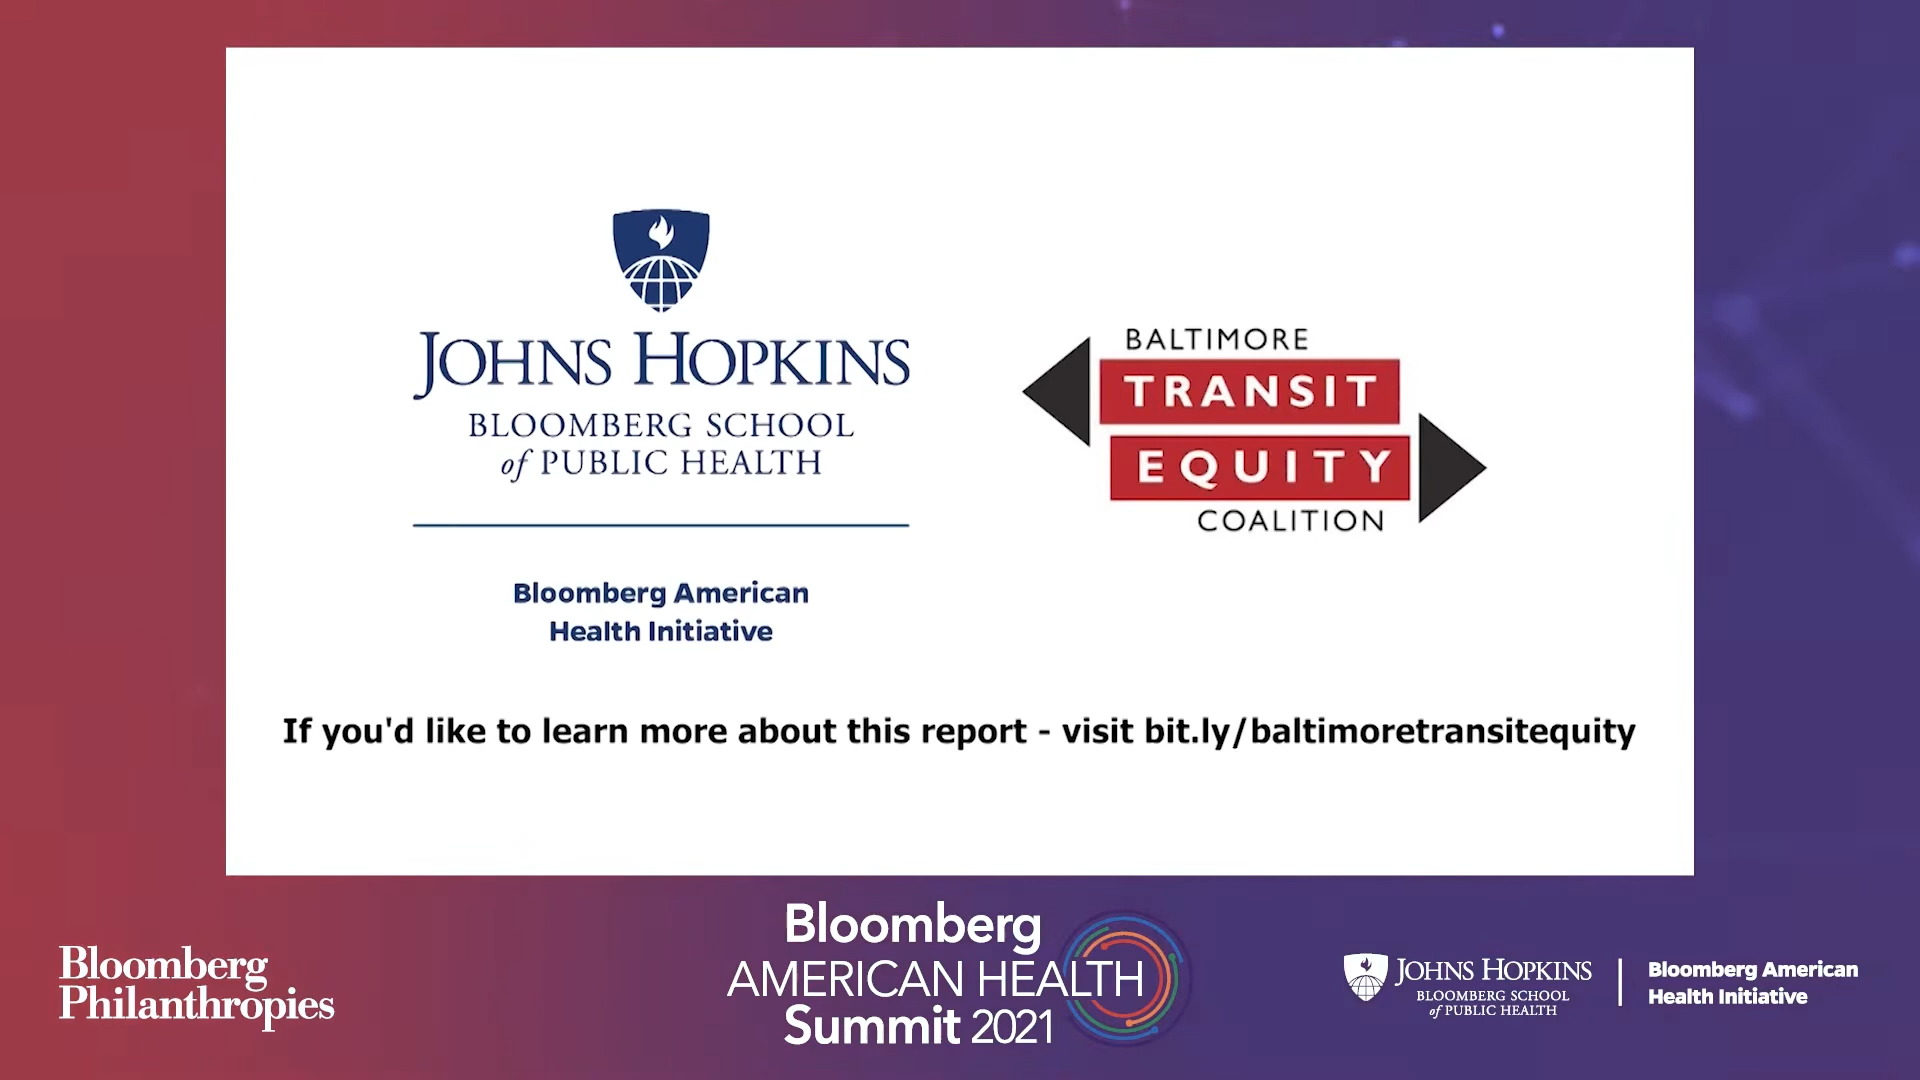 JOHNS HOPKINS
BLOOMBERG SCHOOL
of PUBLIC HEALTH
Bloomberg American
Health Initiative
BALTIMORE
TRANSIT
EQUITY
COALITION
If you'd like to learn more about this report - visit bit.ly/baltimoretransitequity
Bloomberg
Philanthropies
Bloomberg
AMERICAN HEALTH
Summit 2021
JOHNS HOPKINS
BLOOMBERG SCHOOL
of PUBLIC HEALTH
Bloomberg American
Health Initiative